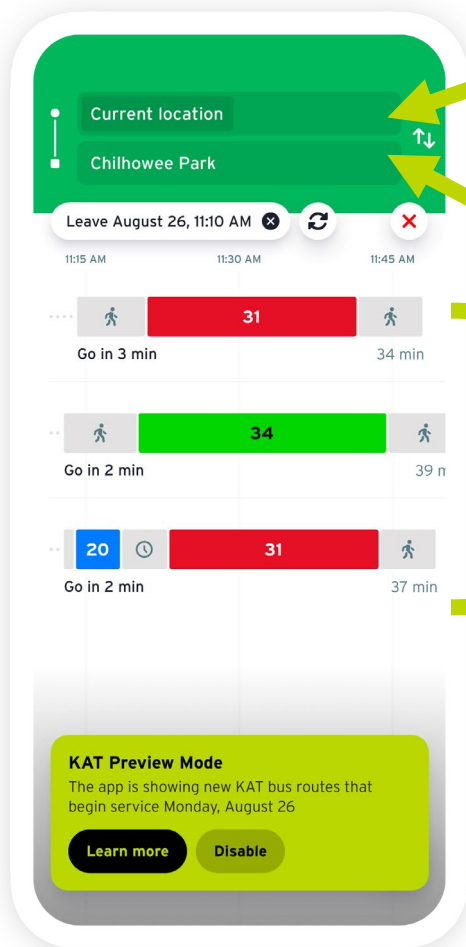 Current location
Chilhowee Park
Leave August 26, 11:10 AM
11:15 AM 11:30 AM 11:45 AM
31
Go in 3 min 34 min
34
Go in 2 min 39 m
20 31
Go in 2 min 37 min
KAT Preview Mode
The app is showing new KAT bus routes that
begin service Monday, August 26
Learn more Disable